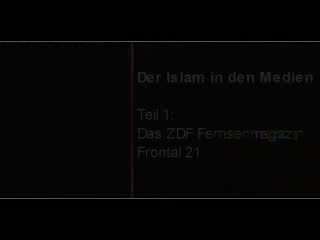 Der Islam in den Medien
Teil 1:
Das ZDF Fernsehmagazin
Frontal 21